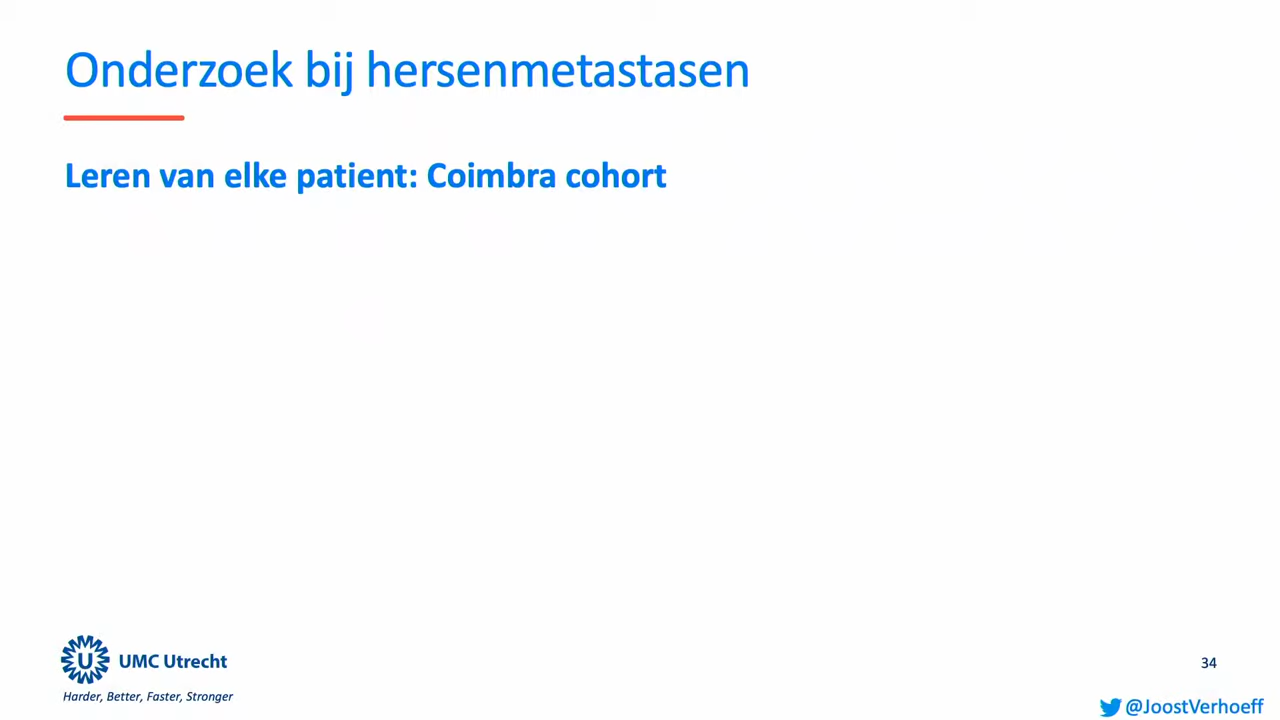 Onderzoek bij hersenmetastasen
Leren van elke patient: Coimbra cohort
U UMC Utrecht
Harder, Better, Faster, Stronger
34
@JoostVerhoeff